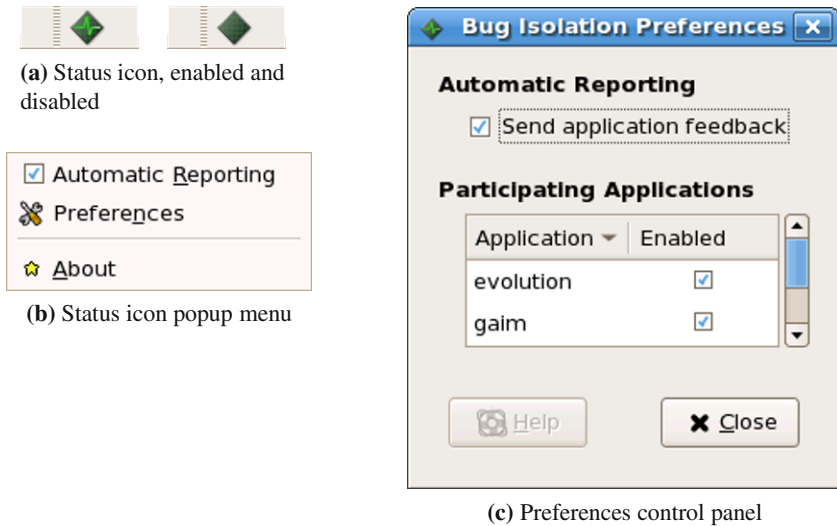 (a) Status icon, enabled and
disabled
Automatic Reporting
Preferences
About
(b) Status icon popup menu
Bug Isolation Preferences
Automatic Reporting
Send application feedback
Participating Applications
Application Enabled
evolution
gaim
Help Close
(c) Preferences control panel